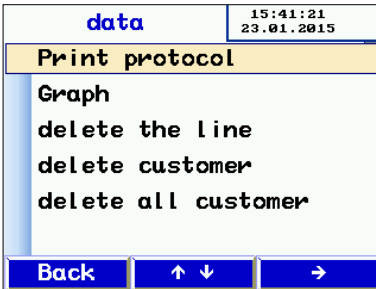 data
15:41:21
23.01.2015
Print protocol
Graph
delete the line
delete customer
delete all customer
Back ↑ ↓ →